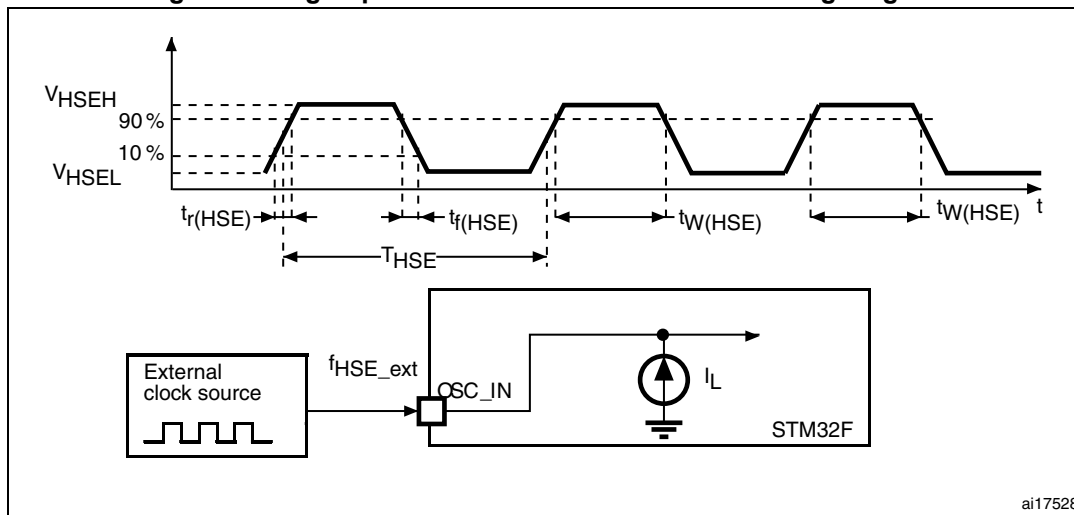 VHSEH
90 %
10 %
VHSEL
tr(HSE)
tf(HSE)
tW(HSE)
tW(HSE)
t
THSE
External
clock source
fHSE_ext
OSC_IN
IL
STM32F
ai17528